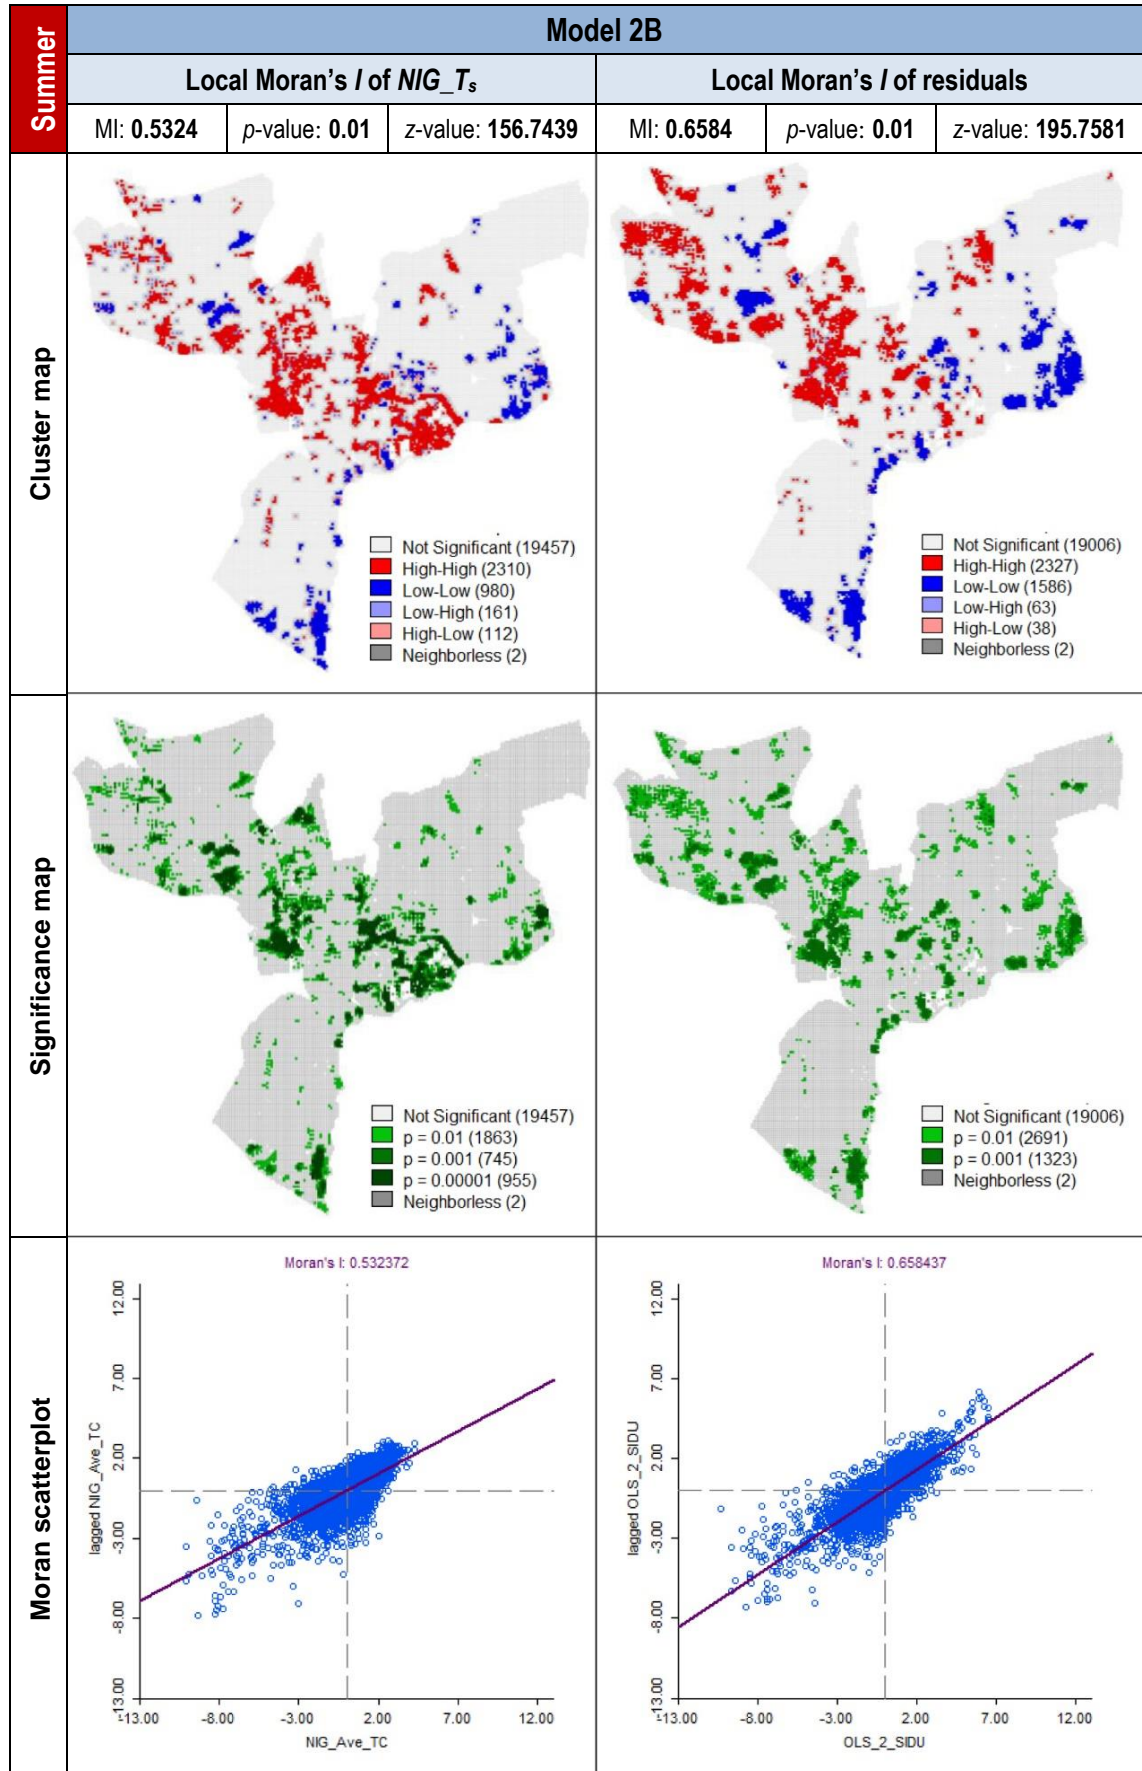 Summer
Model 2B
Local Moran's I of NIG_Ts
Local Moran's I of residuals
MI: 0.5324
p-value: 0.01
z-value: 156.7439
MI: 0.6584
p-value: 0.01
z-value: 195.7581
Cluster map
Not Significant (19457)
High-High (2310)
Low-Low (980)
Low-High (161)
High-Low (112)
Neighborless (2)
Not Significant (19006)
High-High (2327)
Low-Low (1586)
Low-High (63)
High-Low (38)
Neighborless (2)
Significance map
Not Significant (19457)
p = 0.01 (1863)
p = 0.001 (745)
p = 0.00001 (955)
Neighborless (2)
Not Significant (19006)
p = 0.01 (2691)
p = 0.001 (1323)
Neighborless (2)
Moran scatterplot
Moran's I: 0.532372
lagged NIG_Ave_TC
12.00
7.00
2.00
-3.00
-8.00
-13.00
-13.00 -8.00 -3.00 2.00 7.00 12.00
NIG_Ave_TC
Moran's I: 0.658437
lagged OLS_2_SIDU
12.00
7.00
2.00
-3.00
-8.00
-13.00
-13.00 -8.00 -3.00 2.00 7.00 12.00
OLS_2_SIDU